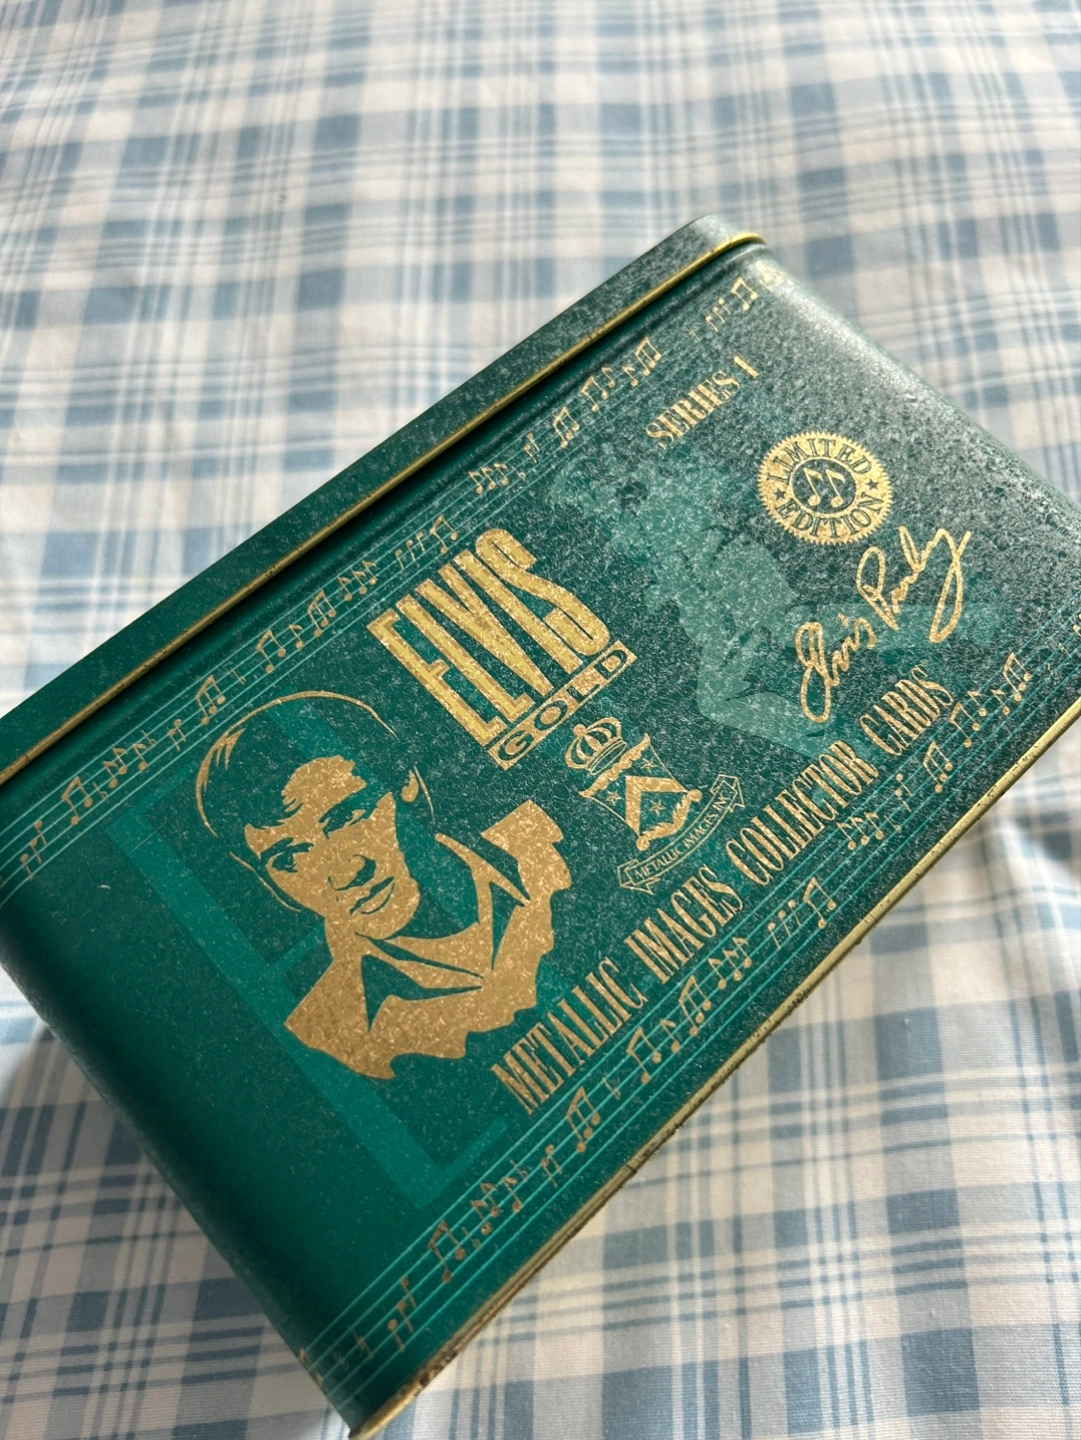 SERIES 1
LIMITED
EDITION
Elvis Presley
ELVIS
GOLD
METALLIC IMAGES INC.
METALLIC IMAGES COLLECTOR CARDS